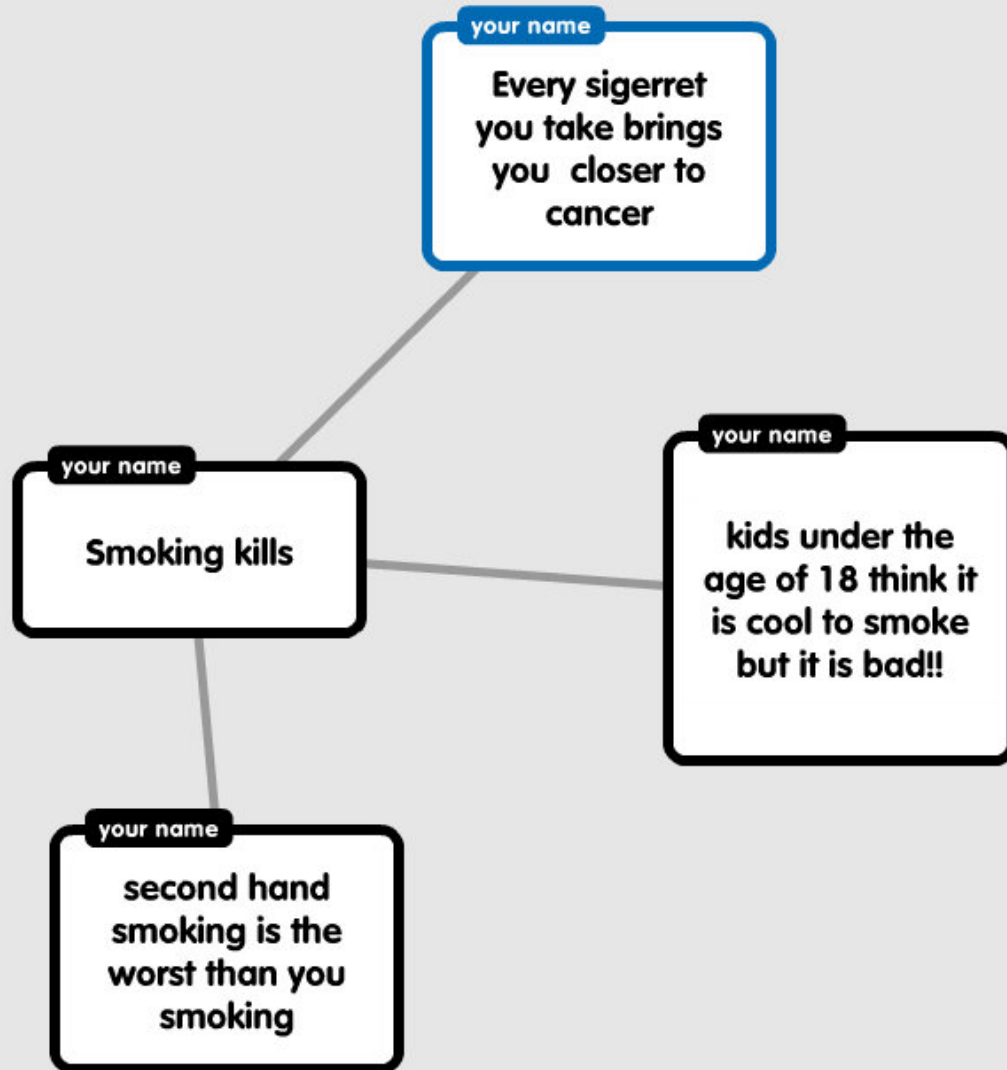 your name
Every sigerret
you take brings
you closer to
cancer
your name
Smoking kills
your name
kids under the
age of 18 think it
is cool to smoke
but it is bad!!
your name
second hand
smoking is the
worst than you
smoking